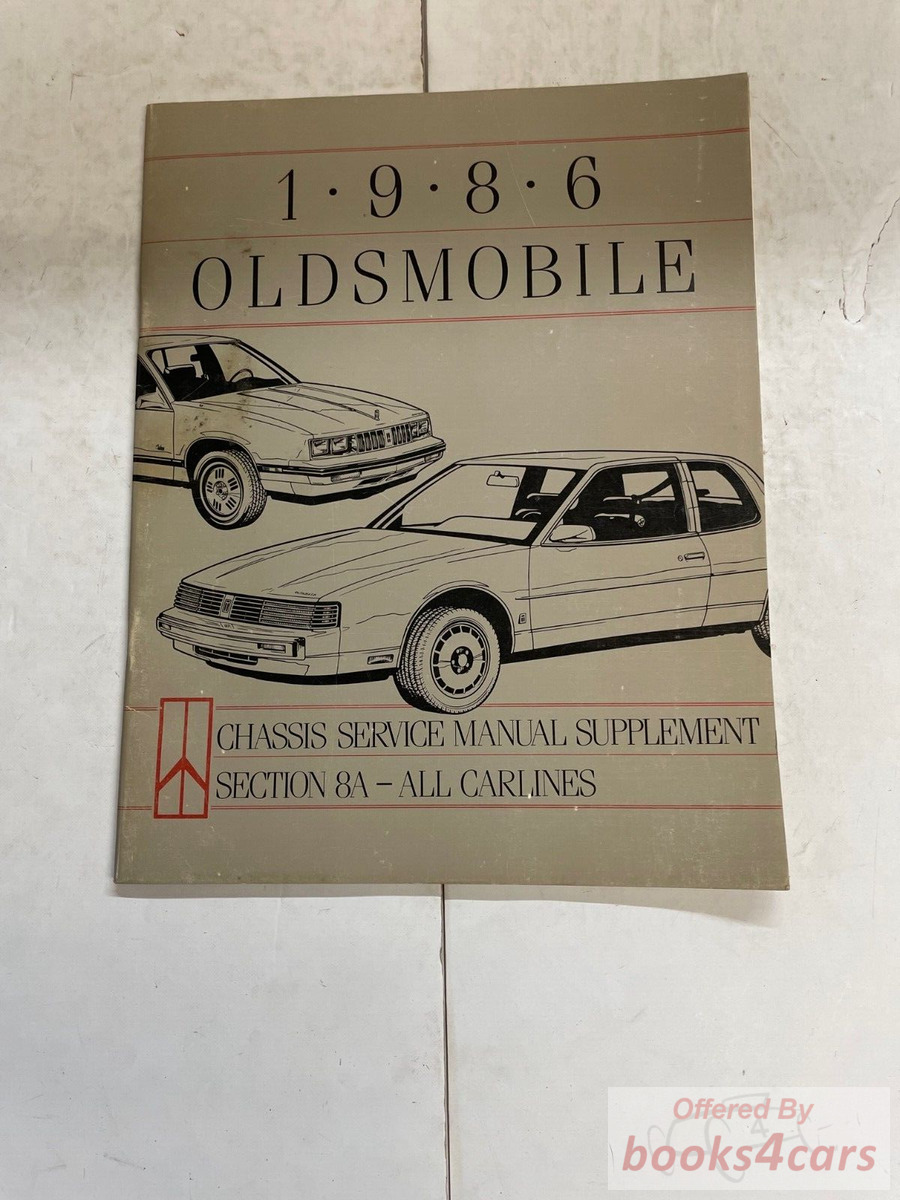 1·9·8·6
OLDSMOBILE
CHASSIS SERVICE MANUAL SUPPLEMENT
SECTION 8A – ALL CARLINES
Offered By
books4cars